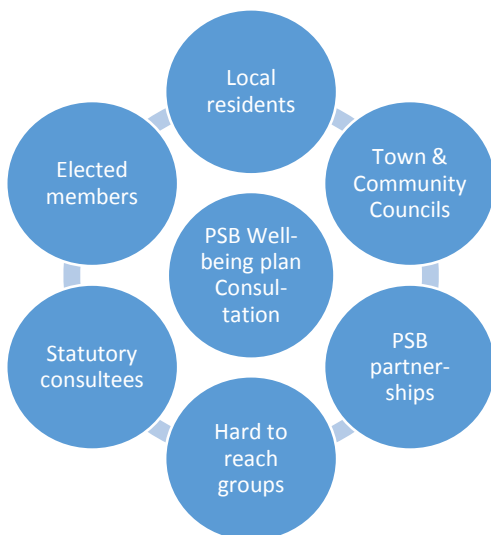 Local
residents
Elected
members
Town &
Community
Councils
PSB Well-
being plan
Consul-
tation
Statutory
consultees
PSB
partner-
ships
Hard to
reach
groups